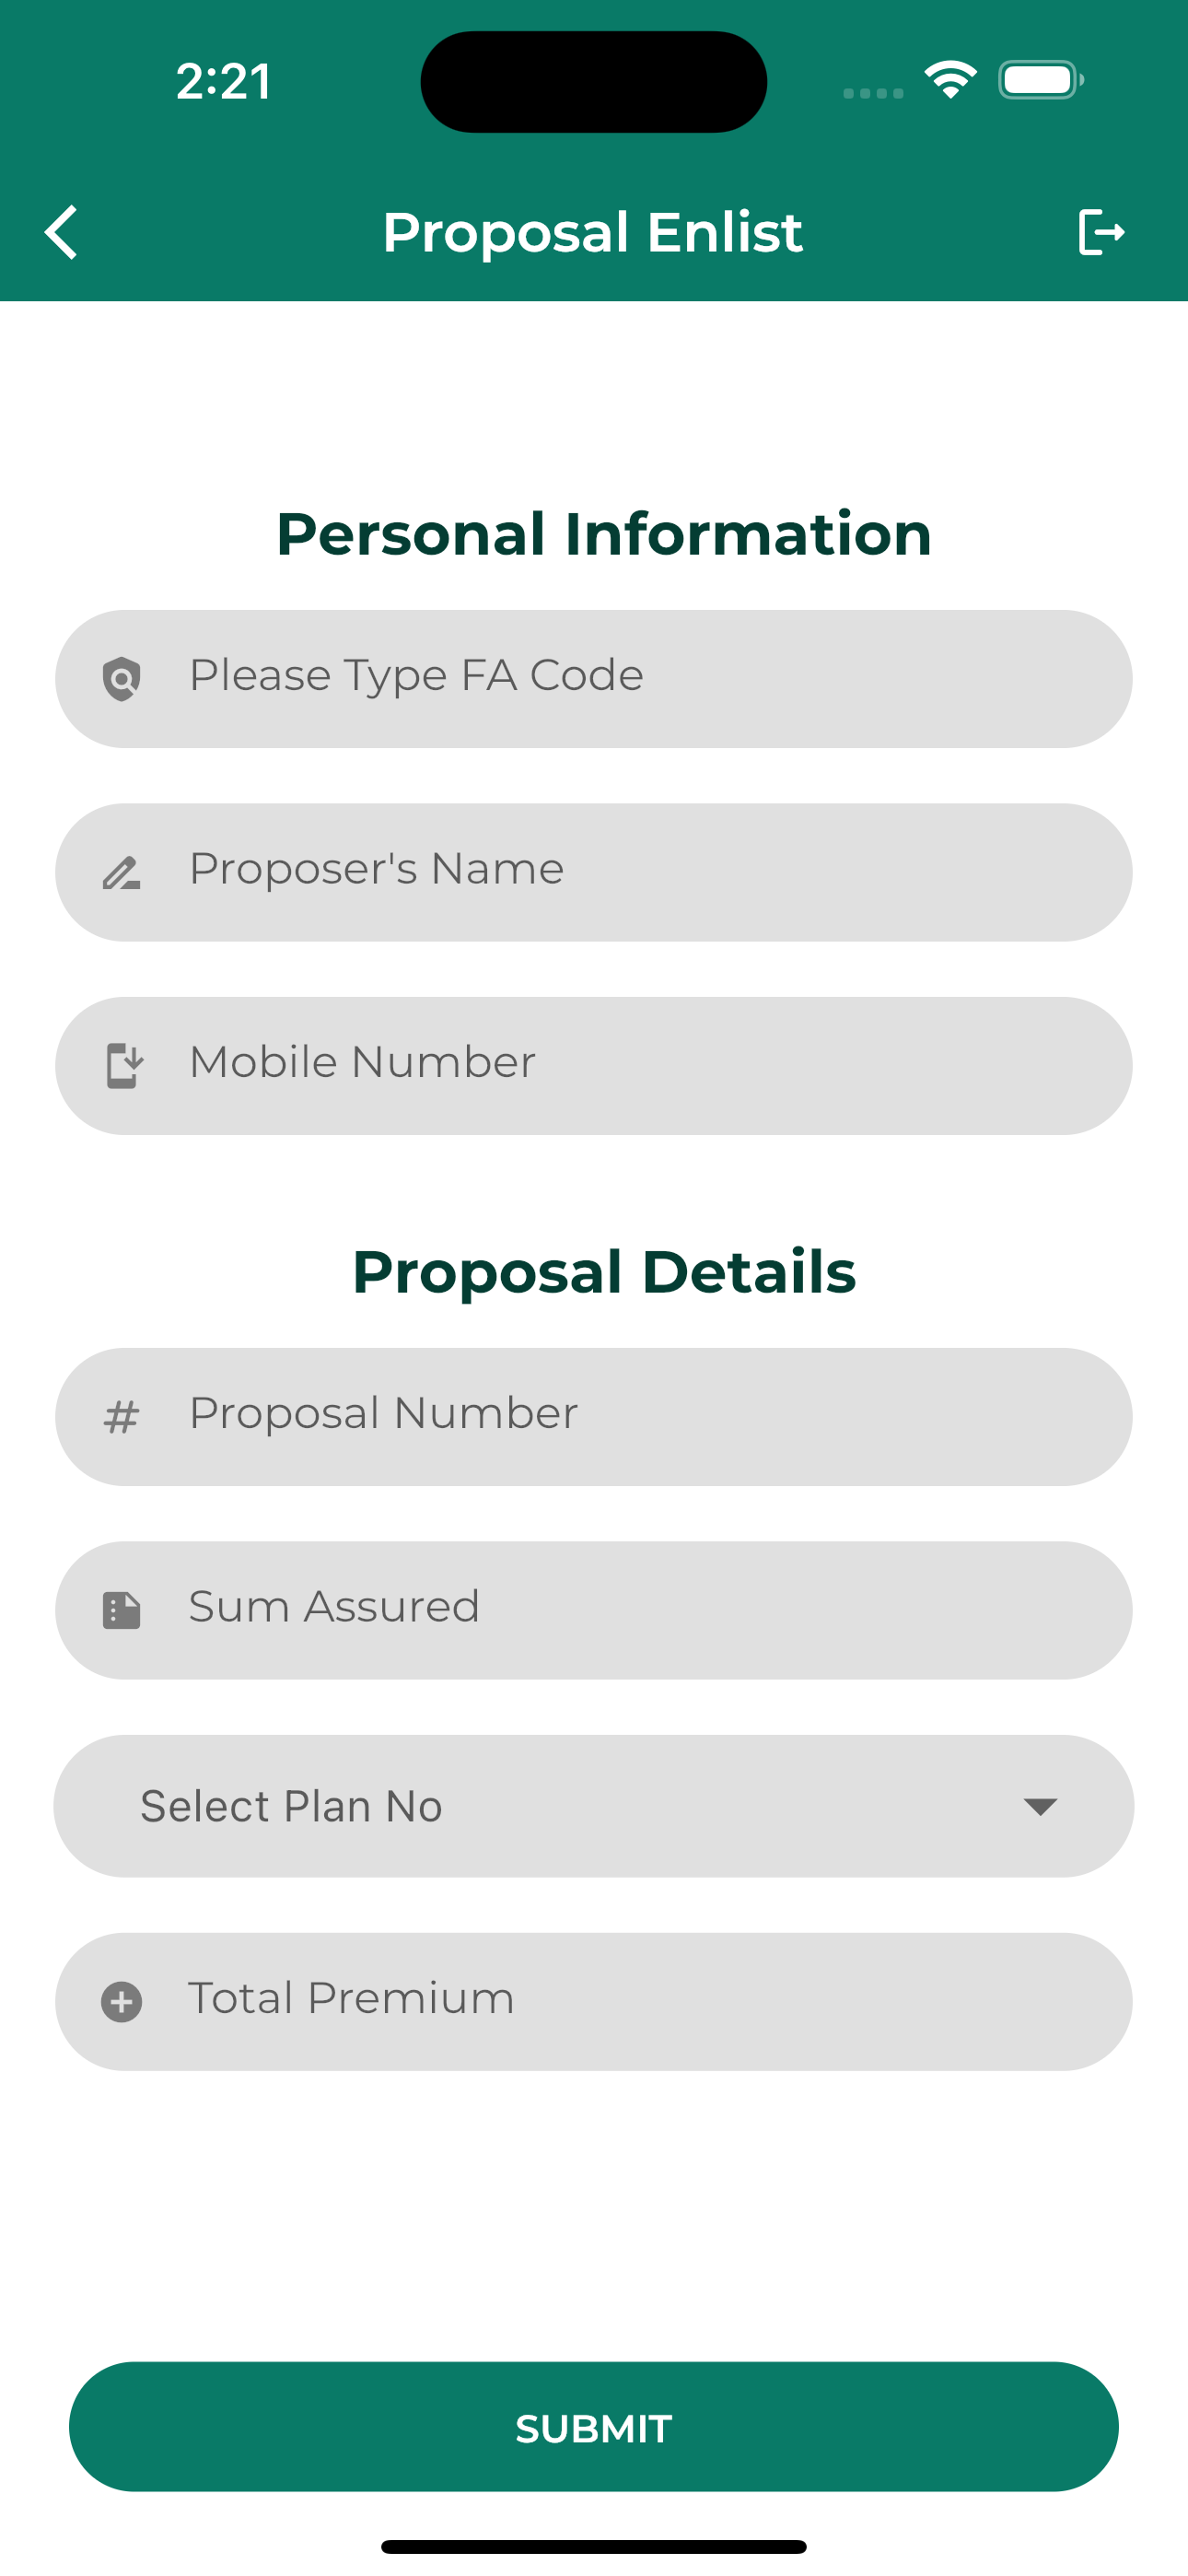 2:21
Proposal Enlist
Personal Information
Please Type FA Code
Proposer's Name
Mobile Number
Proposal Details
# Proposal Number
Sum Assured
Select Plan No
Total Premium
SUBMIT